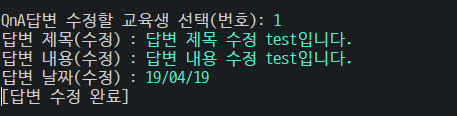 QnA답변 수정할 교육생 선택(번호): 1
답변 제목(수정) : 답변 제목 수정 test입니다.
답변 내용(수정) : 답변 내용 수정 test입니다.
답변 날짜(수정) : 19/04/19
[답변 수정 완료]